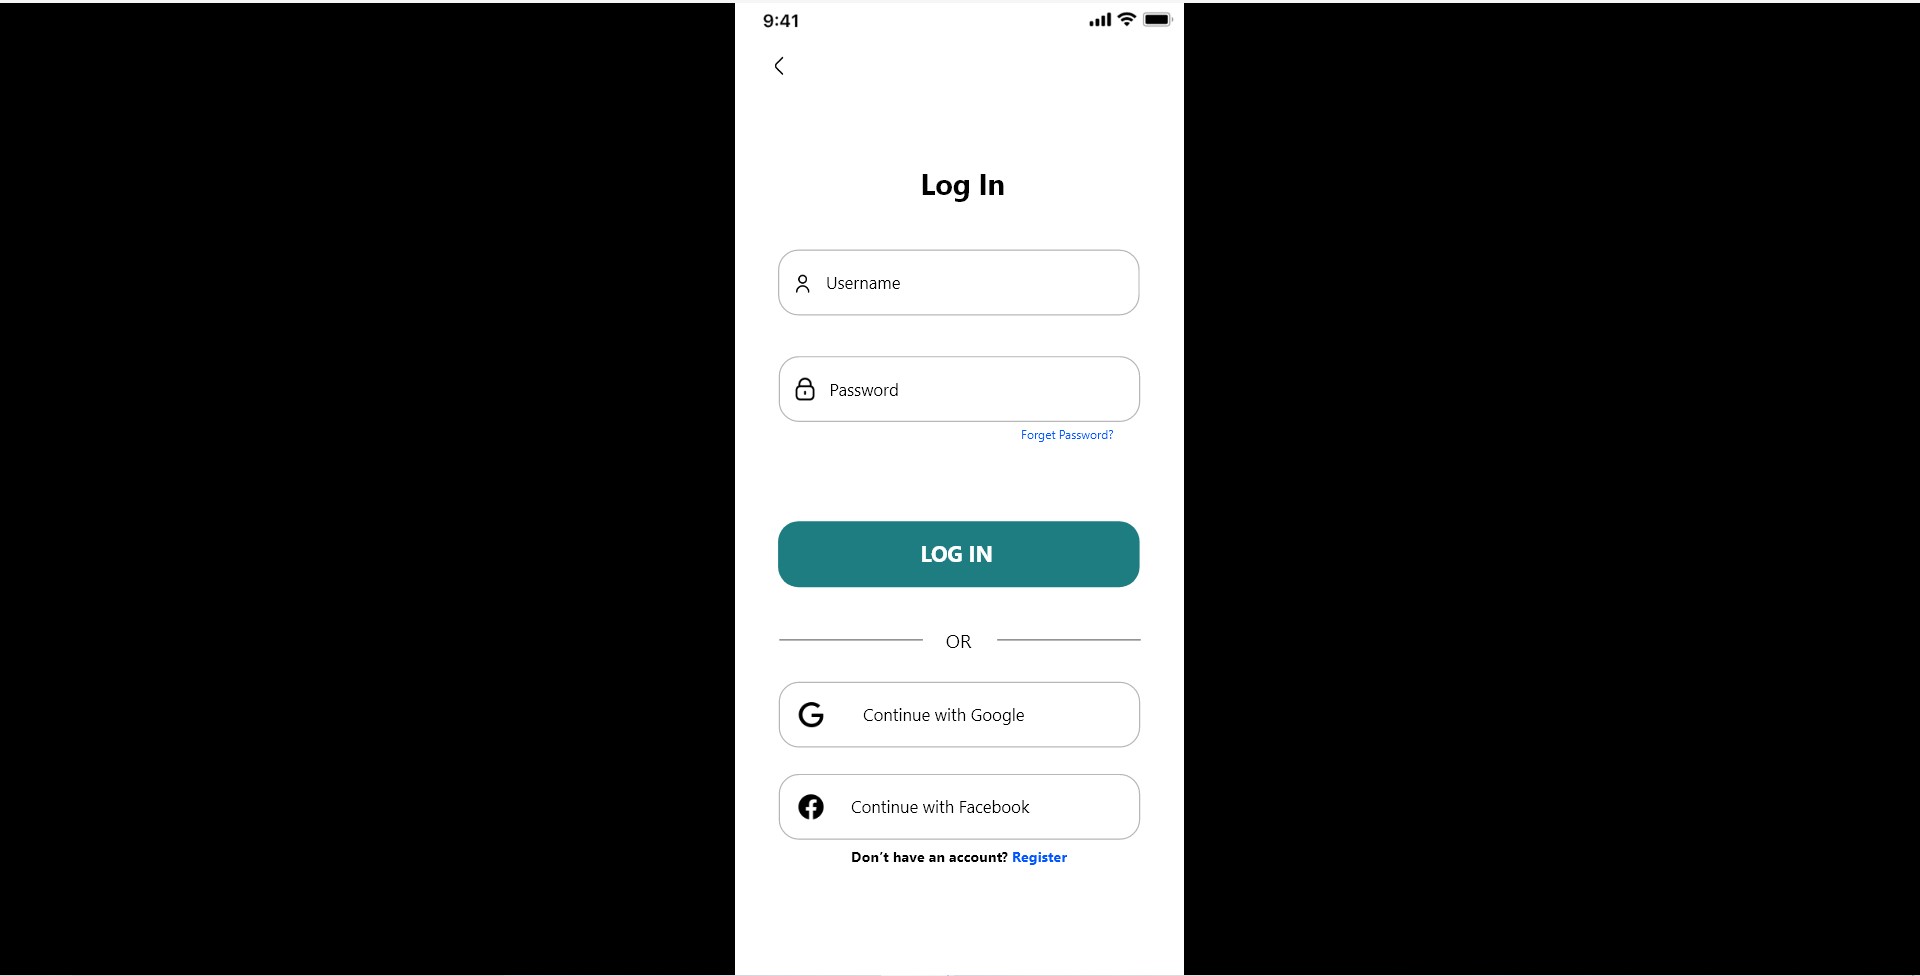 9:41
Log In
Username
Password
Forget Password?
LOG IN
OR
Continue with Google
Continue with Facebook
Don't have an account? Register